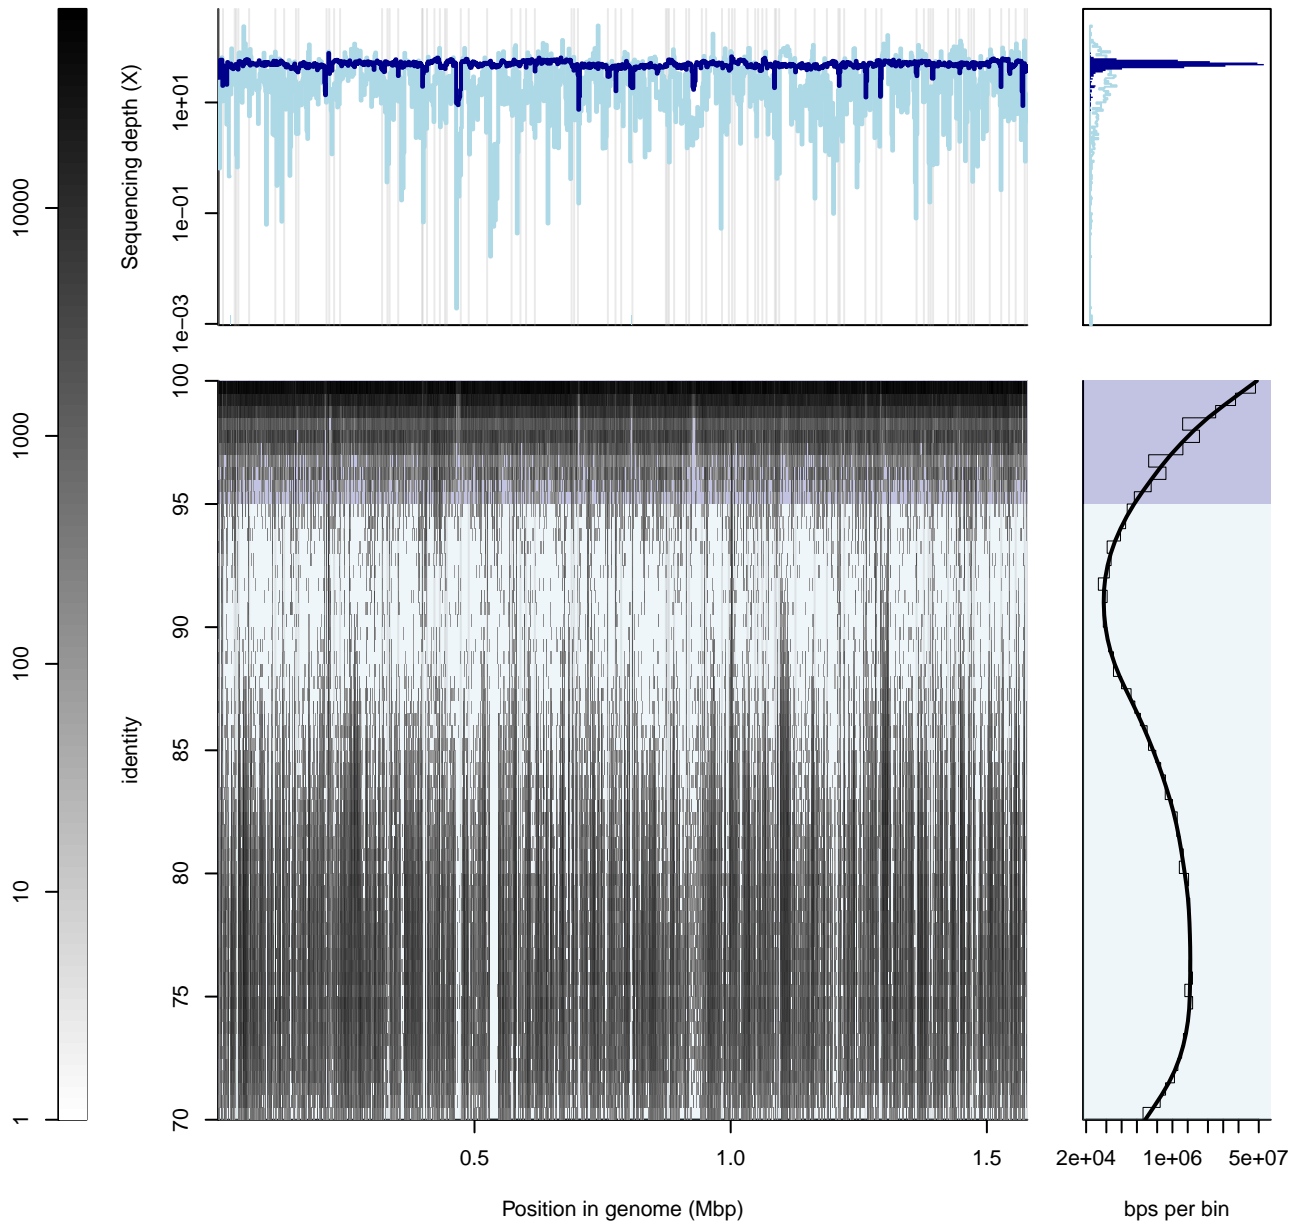 10000
1000
100
10
1
Sequencing depth (X)
1e+01
1e-01
1e-03
identity
100
95
90
85
80
75
70
0.5
1.0
1.5
Position in genome (Mbp)
2e+04
1e+06
5e+07
bps per bin